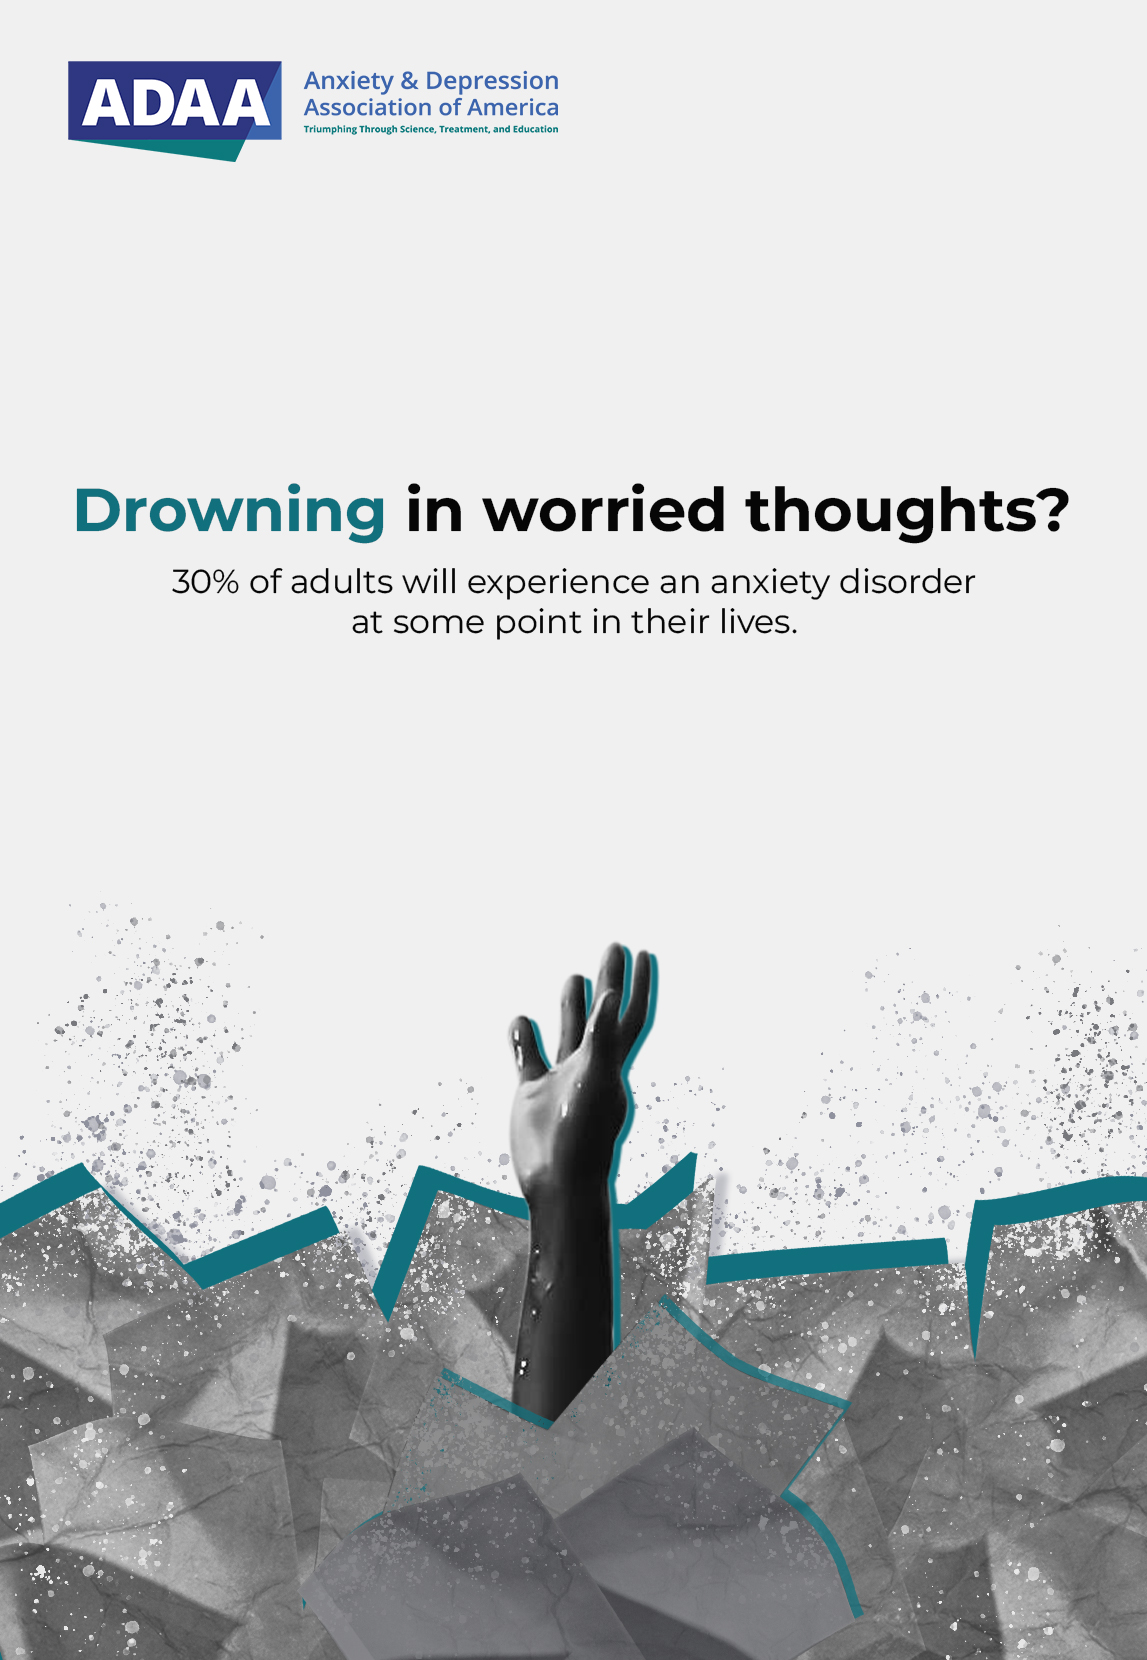 ADAA
Anxiety & Depression
Association of America
Triumphing Through Science, Treatment, and Education
Drowning in worried thoughts?
30% of adults will experience an anxiety disorder
at some point in their lives.